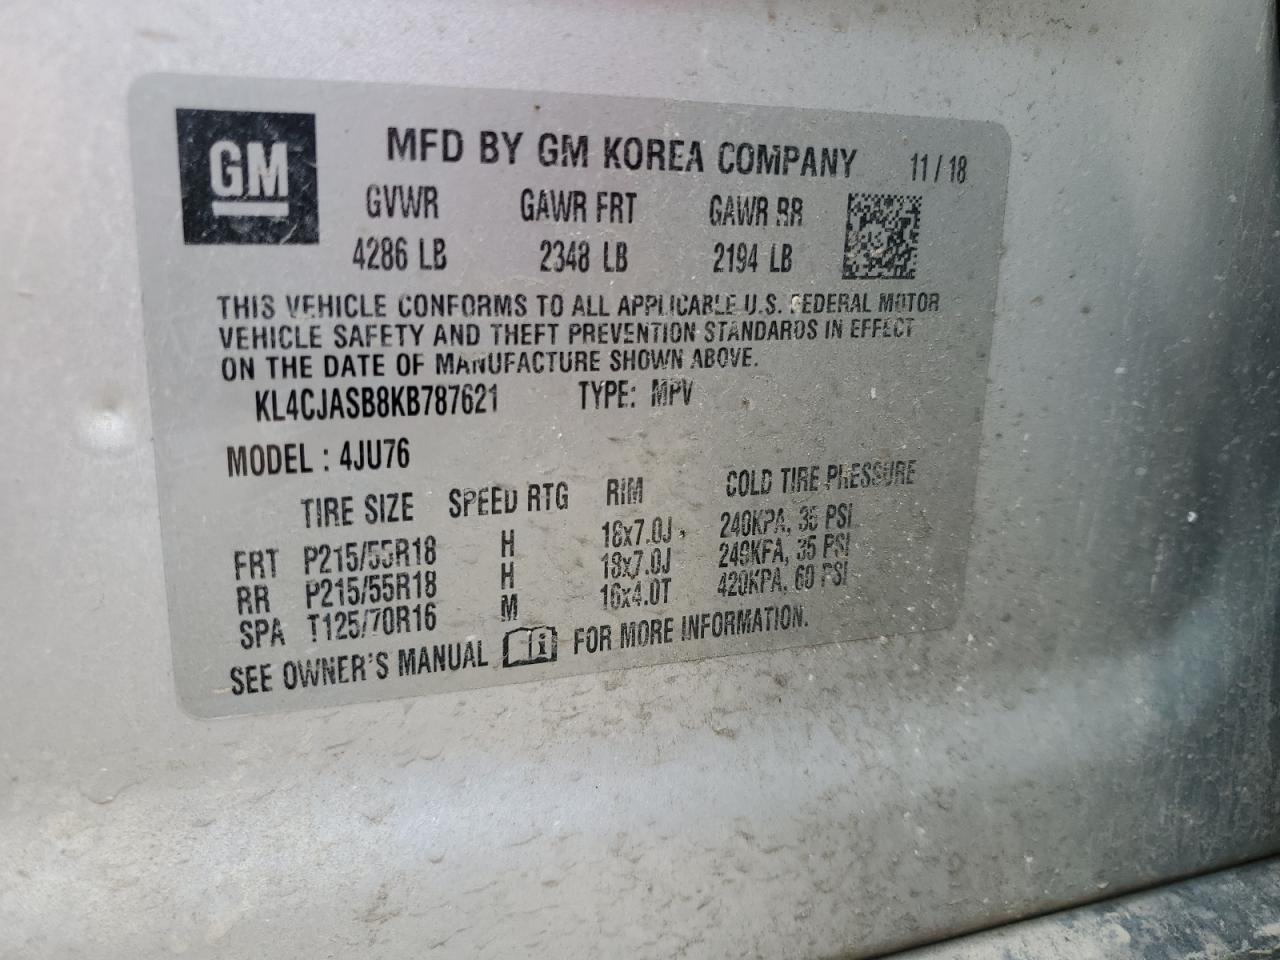 GM
MFD BY GM KOREA COMPANY 11/18
GVWR GAWR FRT GAWR RR
4286 LB 2348 LB 2194 LB
THIS VEHICLE CONFORMS TO ALL APPLICABLE U.S. FEDERAL MOTOR
VEHICLE SAFETY AND THEFT PREVENTION STANDARDS IN EFFECT
ON THE DATE OF MANUFACTURE SHOWN ABOVE.
KL4CJASB8KB787621 TYPE: MPV
MODEL : 4JU76
TIRE SIZE SPEED RTG RIM COLD TIRE PRESSURE
FRT P215/55R18 H 18x7.0J 240KPA, 35 PSI
RR P215/55R18 H 18x7.0J 240KPA, 35 PSI
SPA T125/70R16 M 16x4.0T 420KPA, 60 PSI
SEE OWNER'S MANUAL FOR MORE INFORMATION.